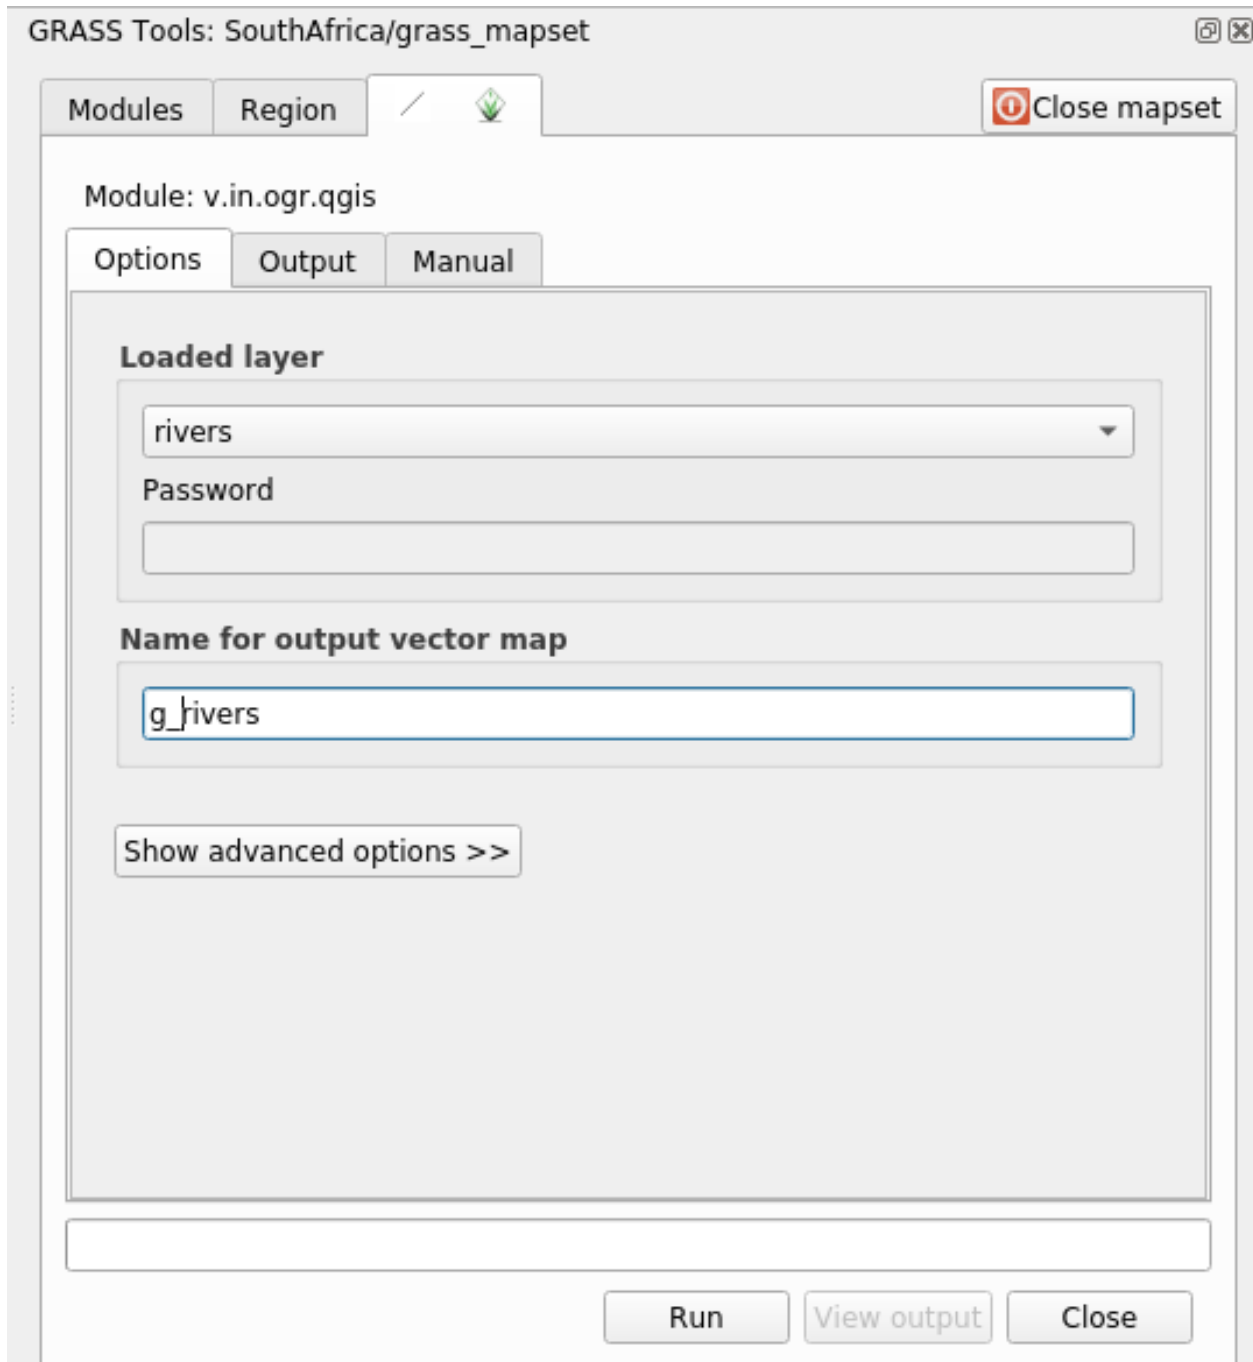 GRASS Tools: SouthAfrica/grass_mapset
Modules Region Close mapset
Module: v.in.ogr.qgis
Options Output Manual
Loaded layer
rivers
Password
Name for output vector map
g_rivers
Show advanced options >>
Run View output Close